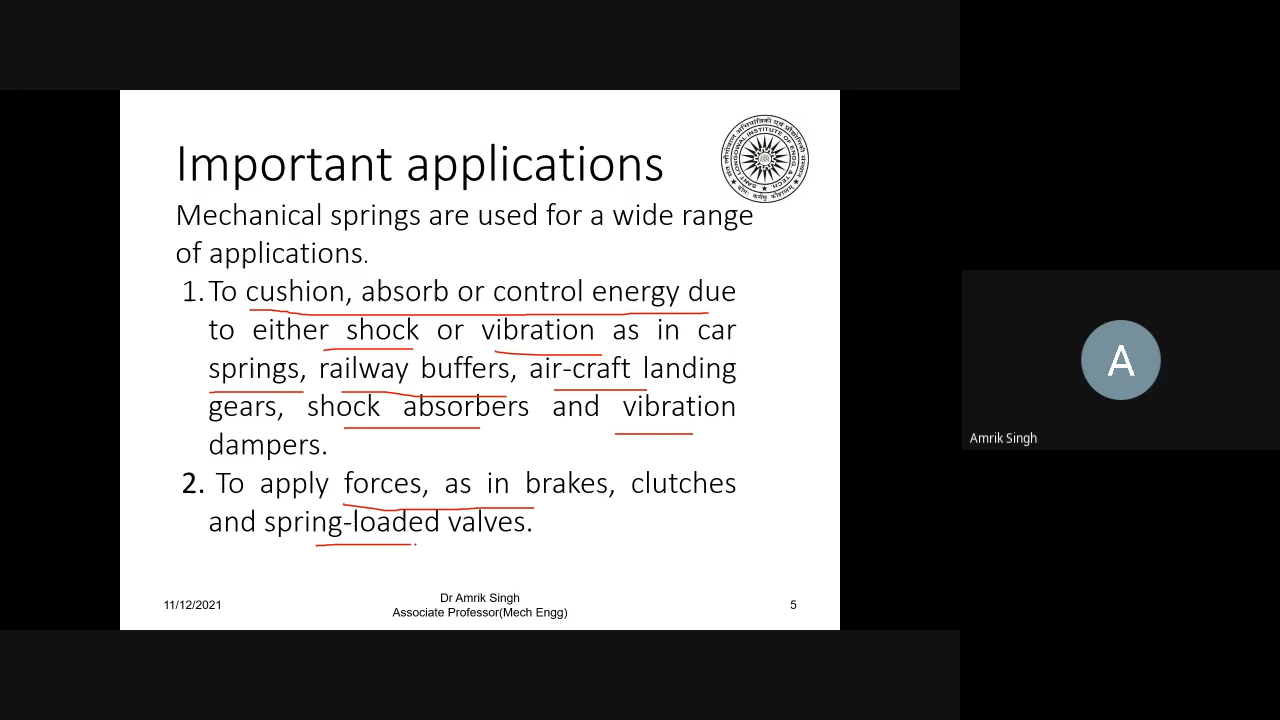 Important applications
Mechanical springs are used for a wide range
of applications.
1. To cushion, absorb or control energy due
to either shock or vibration as in car
springs, railway buffers, air-craft landing
gears, shock absorbers and vibration
dampers.
2. To apply forces, as in brakes, clutches
and spring-loaded valves.
11/12/2021
Dr Amrik Singh
Associate Professor(Mech Engg)
5
A
Amrik Singh